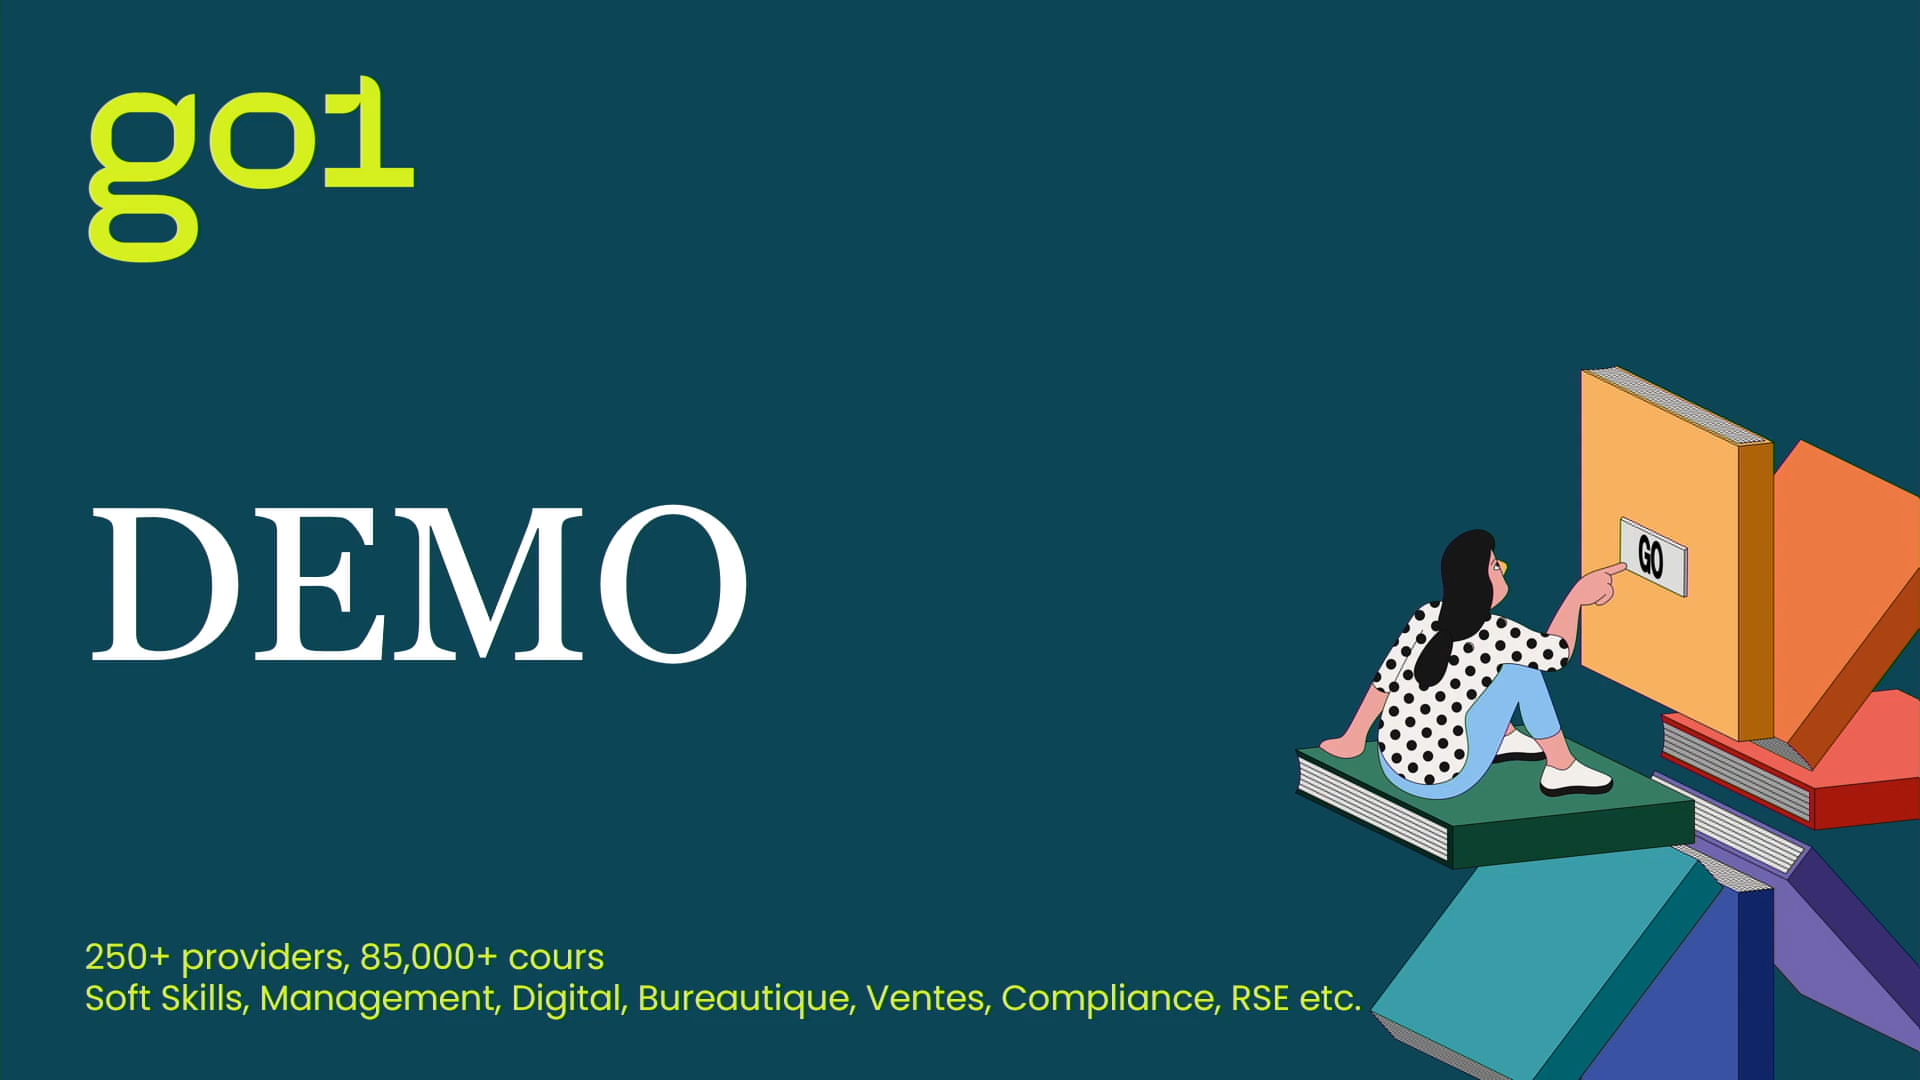 go1
DEMO
GO
250+ providers, 85,000+ cours
Soft Skills, Management, Digital, Bureautique, Ventes, Compliance, RSE etc.